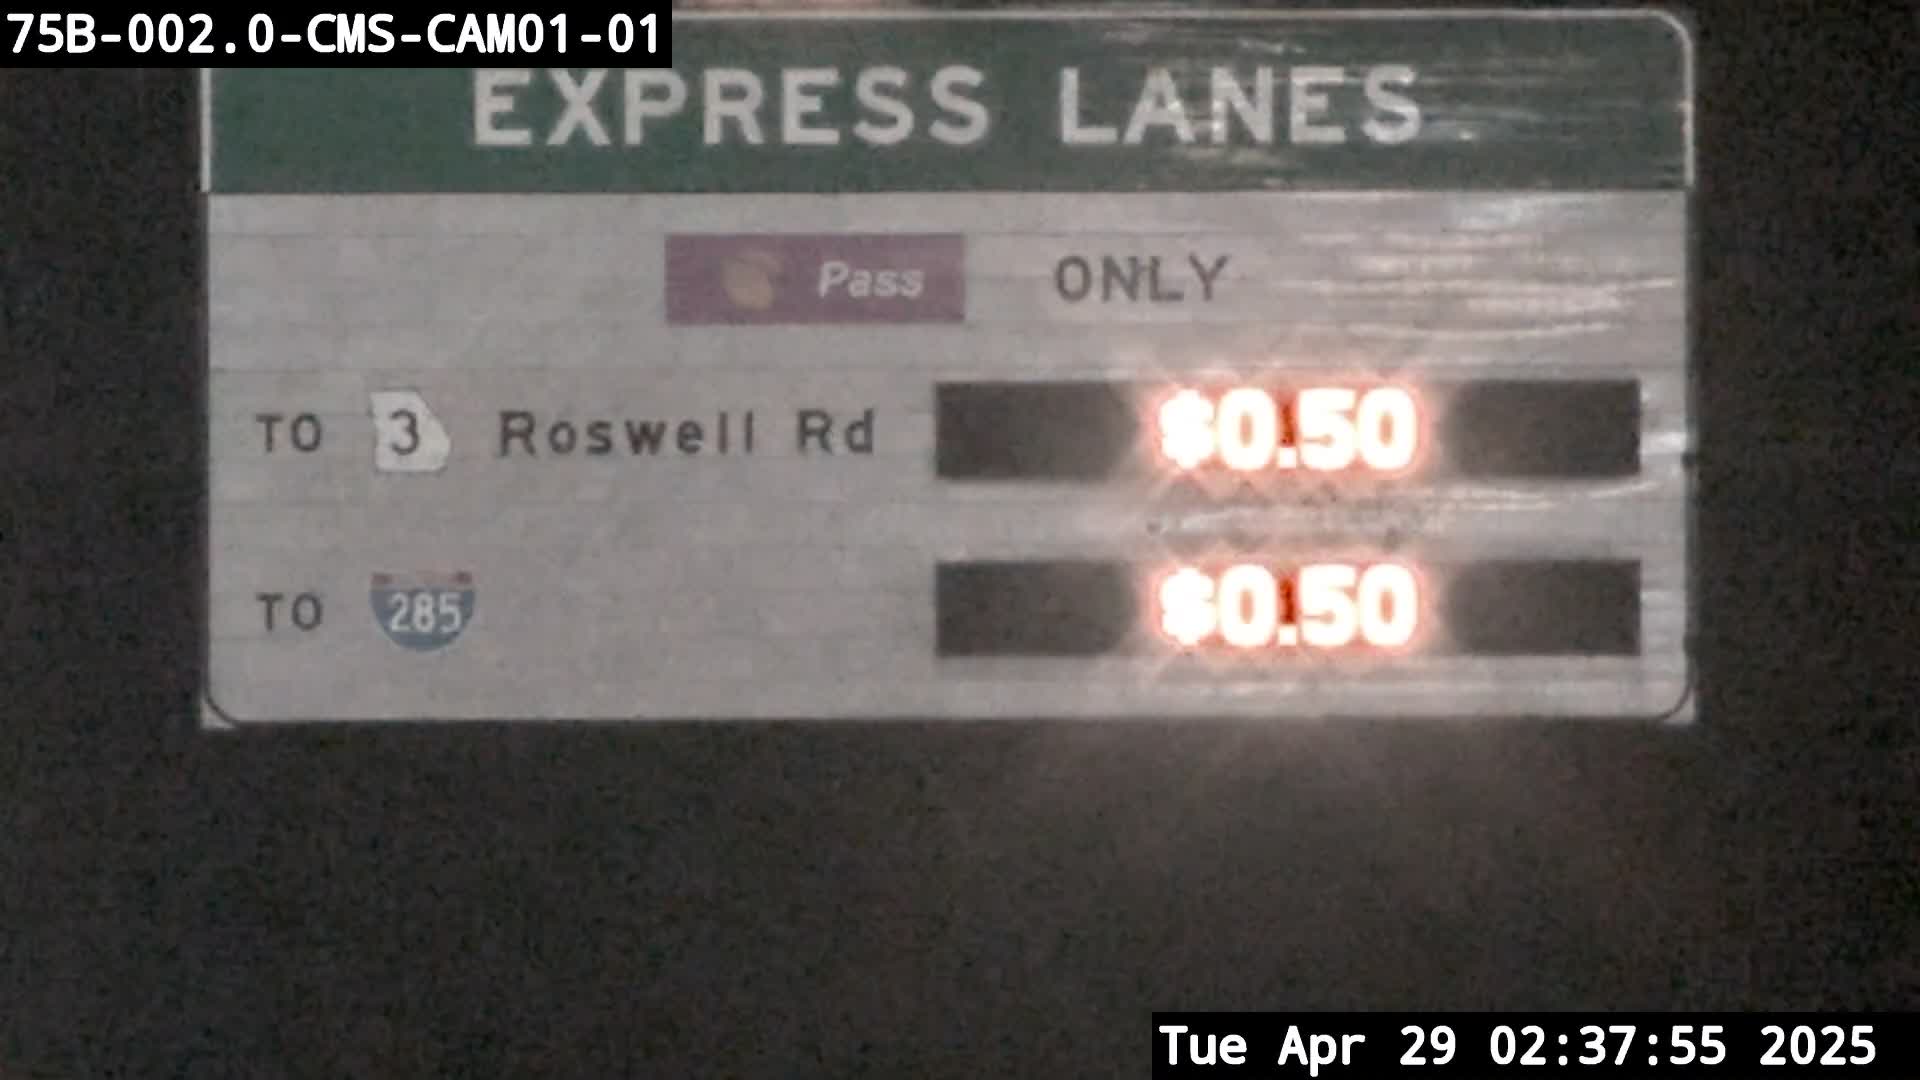 75B-002.0-CMS-CAM01-01
EXPRESS LANES
Pass ONLY
TO 3 Roswell Rd $0.50
TO 285 $0.50
Tue Apr 29 02:37:55 2025